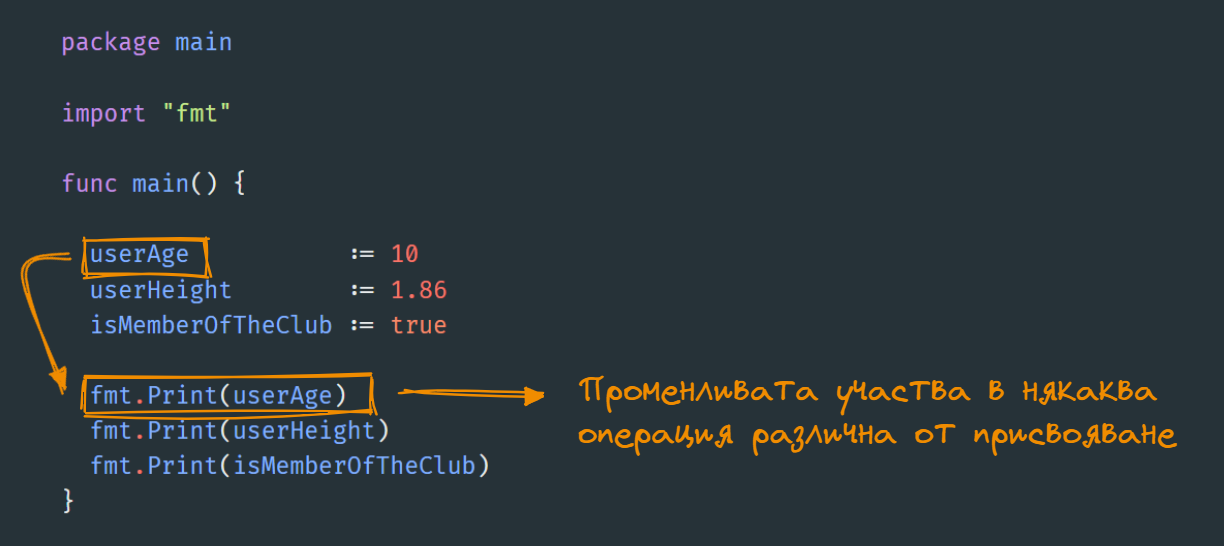 package main
import "fmt"
func main() {
userAge := 10
userHeight := 1.86
isMemberOfTheClub := true
fmt.Print(userAge)
fmt.Print(userHeight)
fmt.Print(isMemberOfTheClub)
}
Променливата участва в някаква
операция различна от присвояване